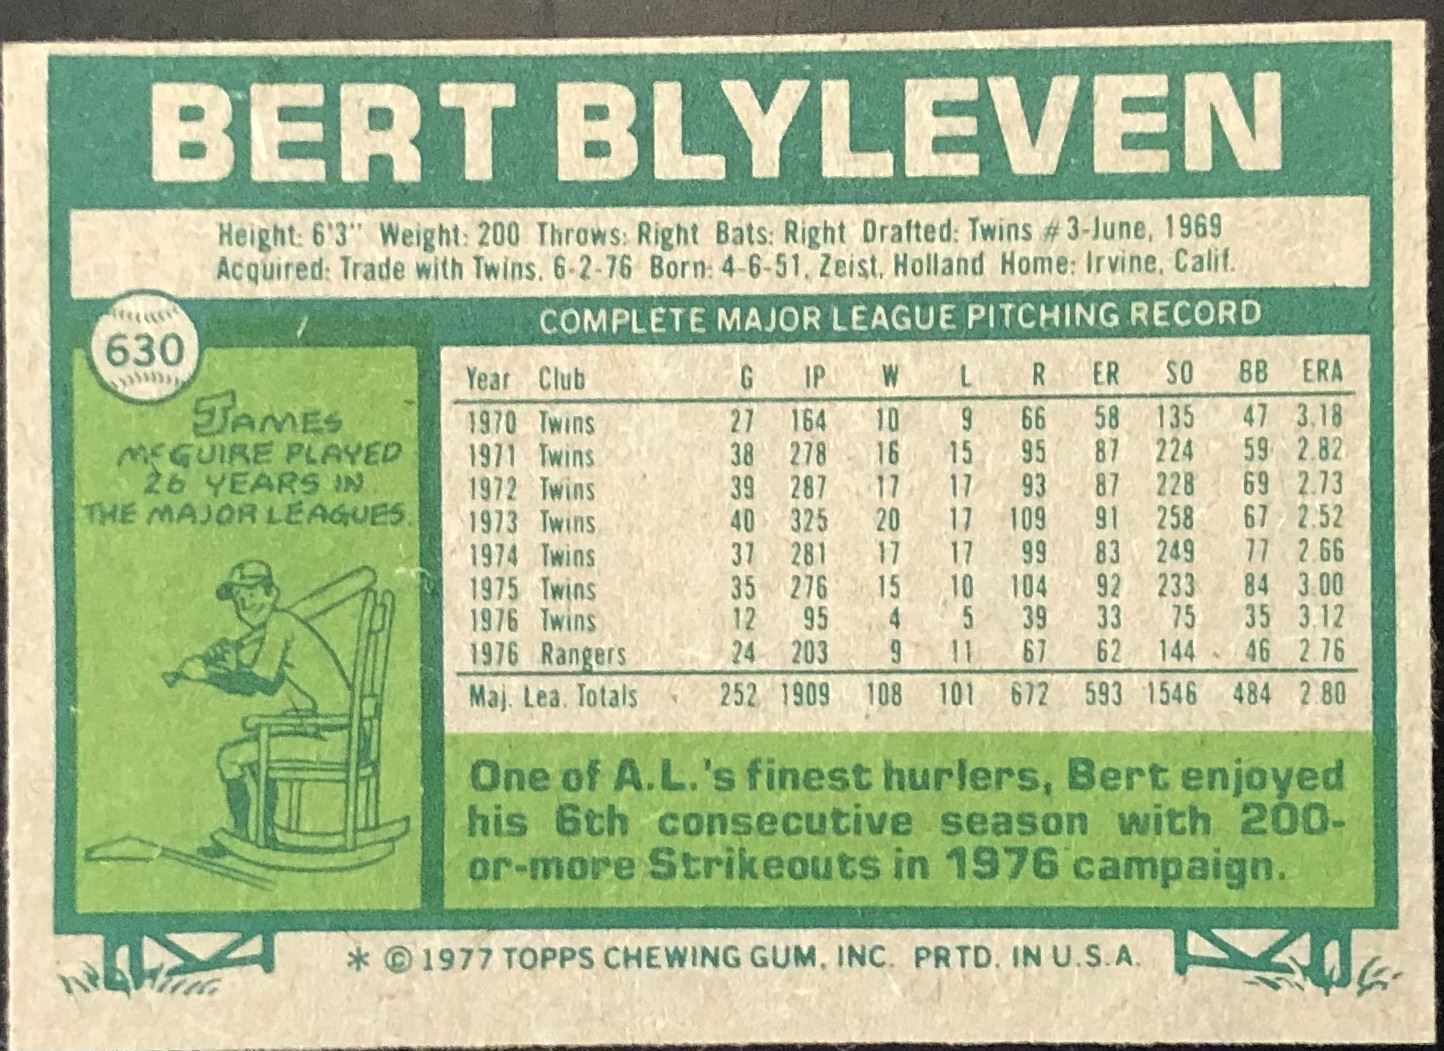 BERT BLYLEVEN
Height: 6'3" Weight: 200 Throws: Right Bats: Right Drafted: Twins #3-June, 1969
Acquired: Trade with Twins, 6-2-76 Born: 4-6-51, Zeist, Holland Home: Irvine, Calif.
630
JAMES
McGUIRE PLAYED
26 YEARS IN
THE MAJOR LEAGUES.
COMPLETE MAJOR LEAGUE PITCHING RECORD
Year Club G IP W L R ER SO BB ERA
1970 Twins 27 164 10 9 66 58 135 47 3.18
1971 Twins 38 278 16 15 95 87 224 59 2.82
1972 Twins 39 287 17 17 93 87 228 69 2.73
1973 Twins 40 325 20 17 109 91 258 67 2.52
1974 Twins 37 281 17 17 99 83 249 77 2.66
1975 Twins 35 276 15 10 104 92 233 84 3.00
1976 Twins 12 95 4 5 39 33 75 35 3.12
1976 Rangers 24 203 9 11 67 62 144 46 2.76
Maj. Lea. Totals 252 1909 108 101 672 593 1546 484 2.80
One of A.L.'s finest hurlers, Bert enjoyed
his 6th consecutive season with 200-
or-more Strikeouts in 1976 campaign.
* © 1977 TOPPS CHEWING GUM, INC. PRTD. IN U.S.A.